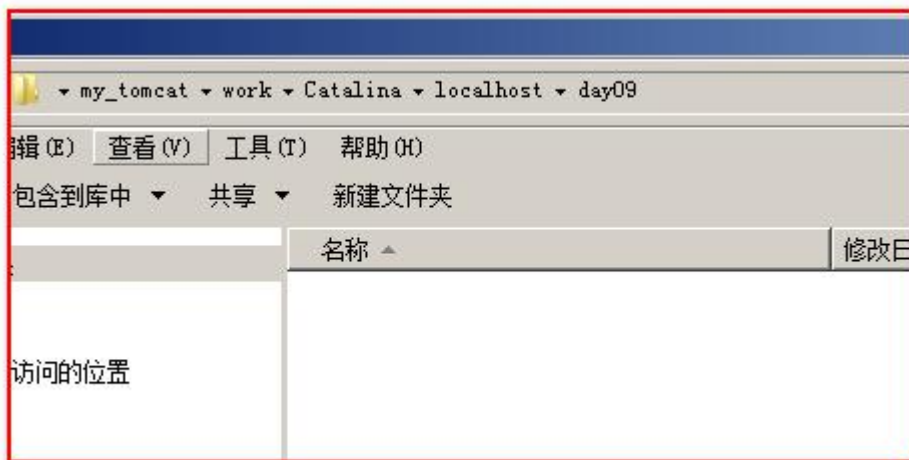 my_tomcat ▾ work ▾ Catalina ▾ localhost ▾ day09
辑(E) 查看(V) 工具(T) 帮助(H)
包含到库中 ▾ 共享 ▾ 新建文件夹
名称 修改日
访问的位置